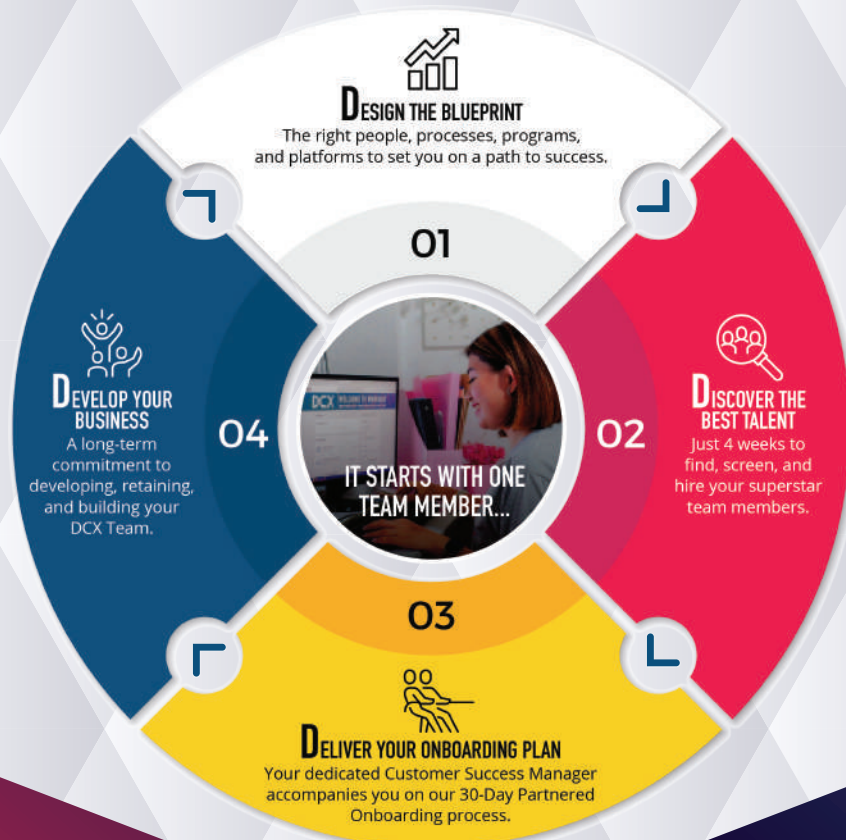 DESIGN THE BLUEPRINT
The right people, processes, programs,
and platforms to set you on a path to success.
01
DISCOVER THE
BEST TALENT
Just 4 weeks to
find, screen, and
hire your superstar
team members.
02
03
DELIVER YOUR ONBOARDING PLAN
Your dedicated Customer Success Manager
accompanies you on our 30-Day Partnered
Onboarding process.
DEVELOP YOUR
BUSINESS
A long-term
commitment to
developing, retaining,
and building your
DCX Team.
04
DCX
IT STARTS WITH ONE
TEAM MEMBER...